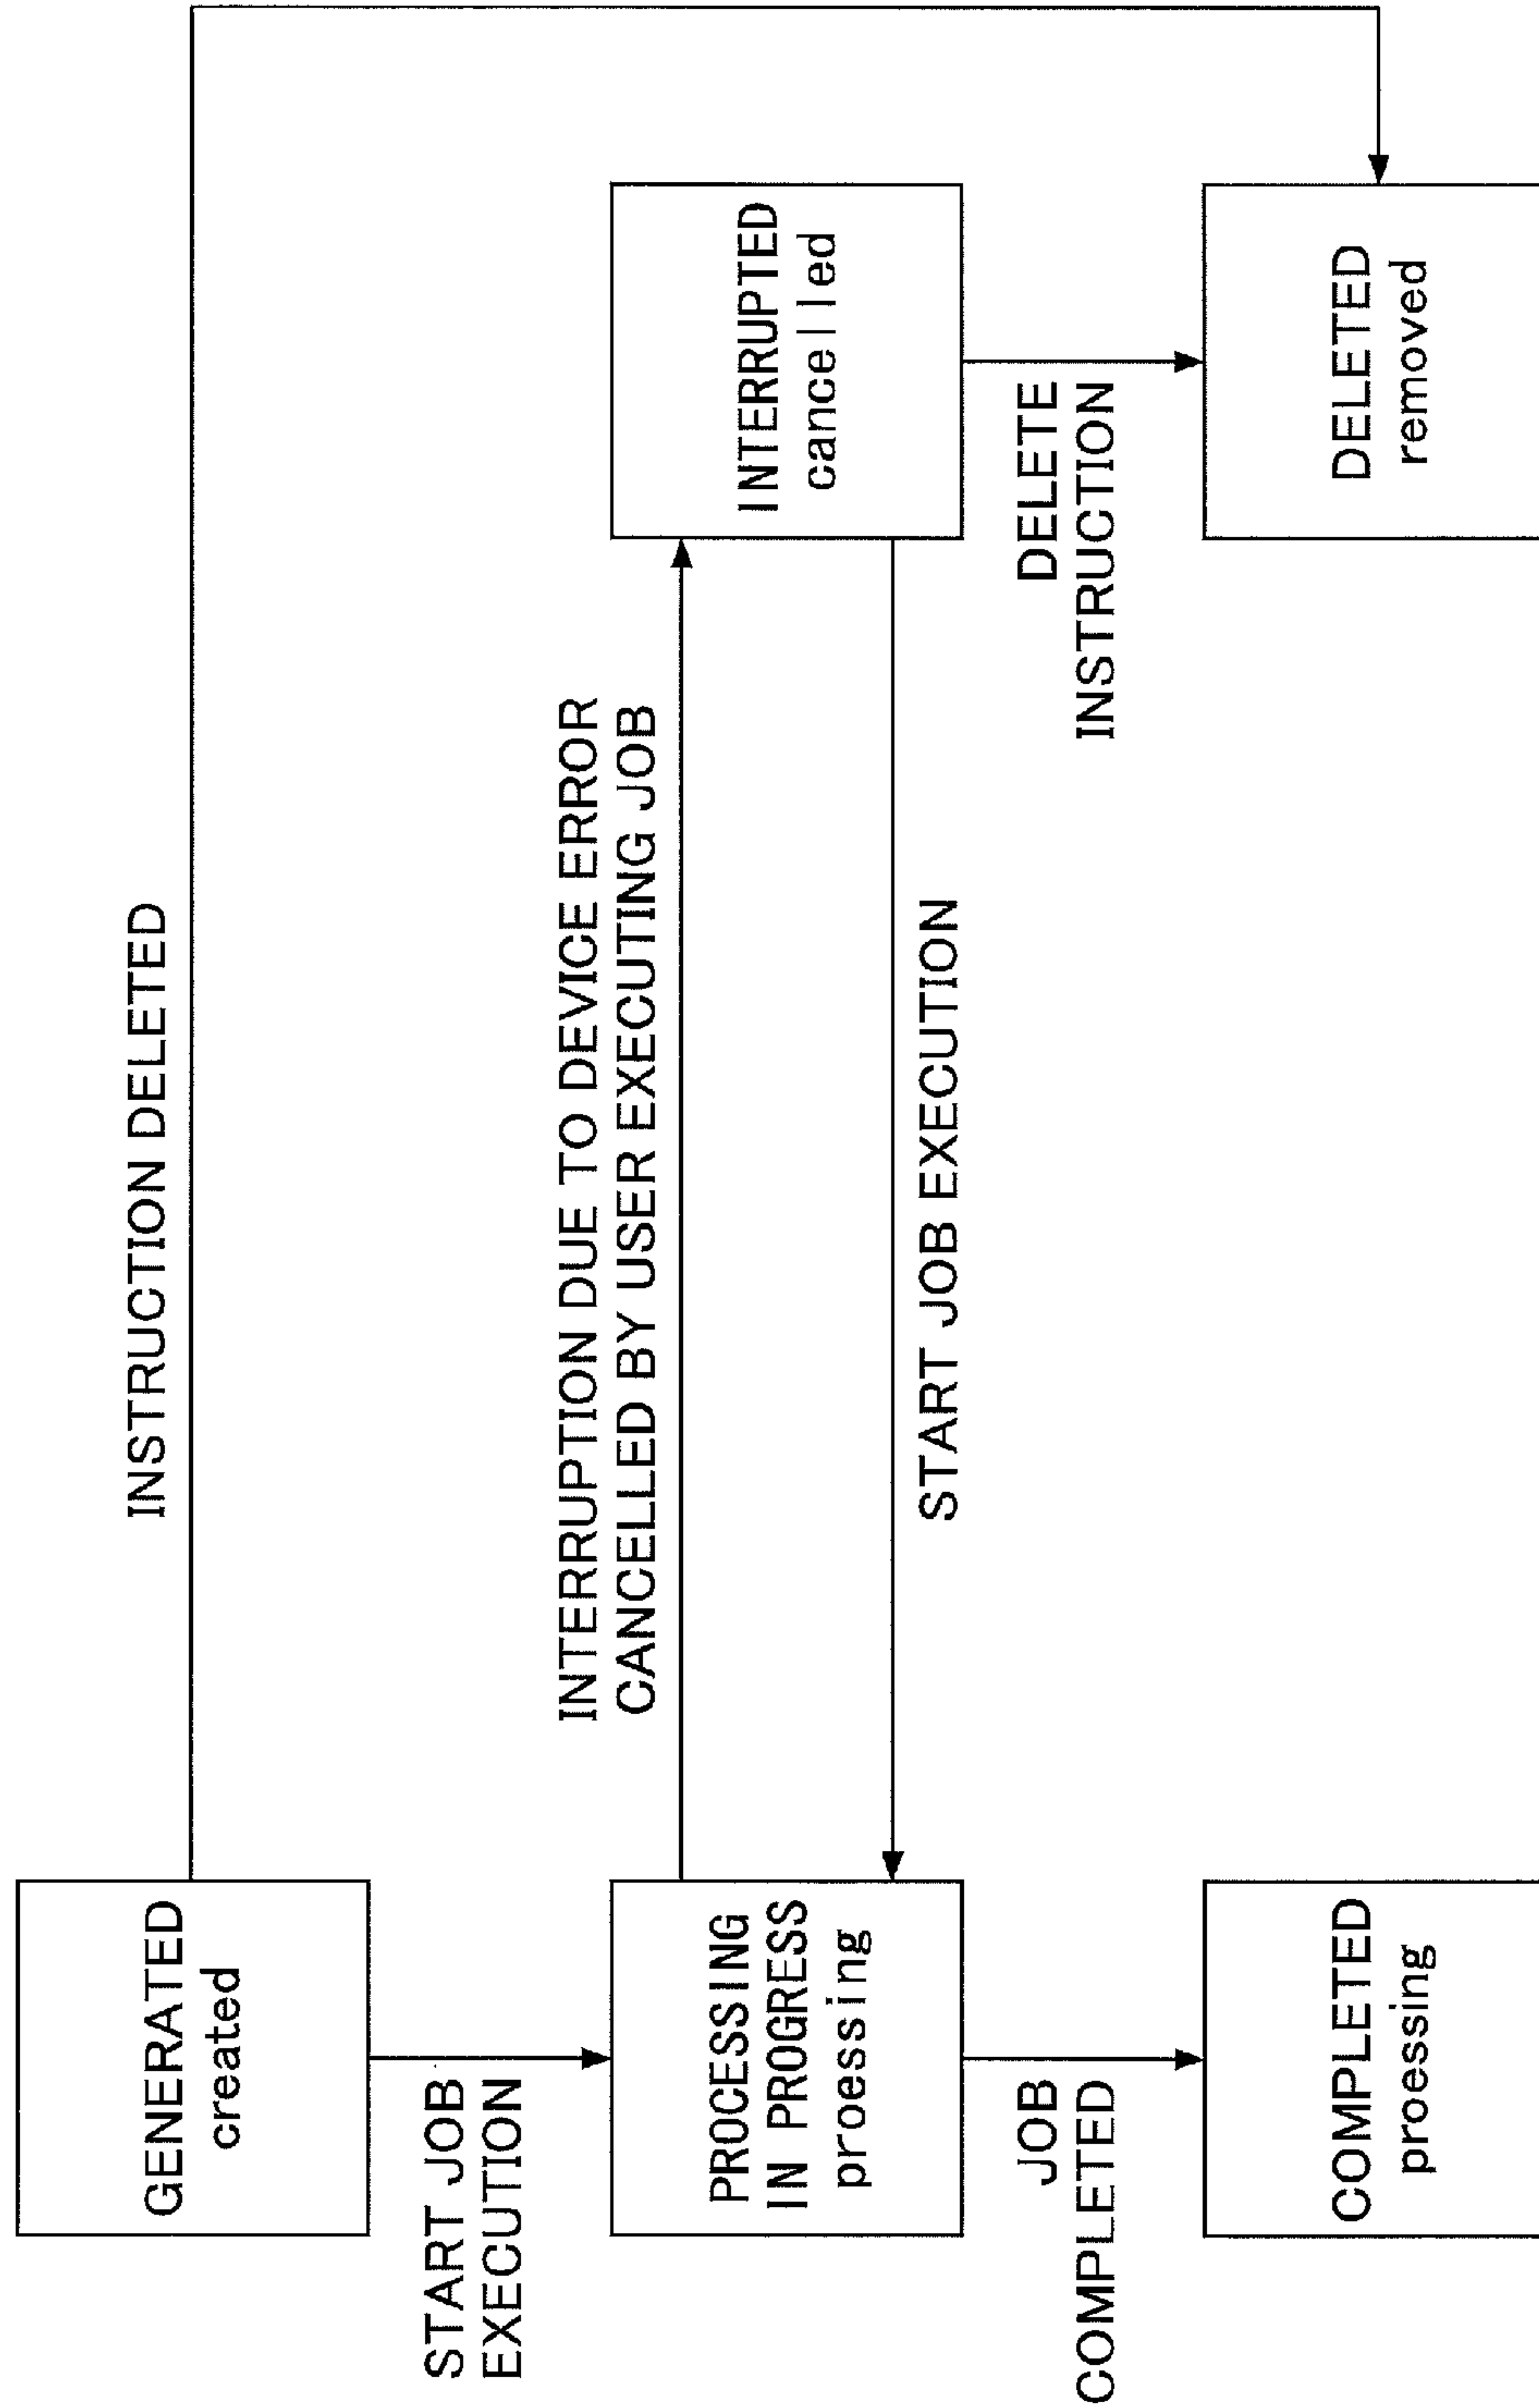 INSTRUCTION DELETED
GENERATED
created
START JOB
EXECUTION
INTERRUPTION DUE TO DEVICE ERROR
CANCELLED BY USER EXECUTING JOB
PROCESSING
IN PROGRESS
proessing
INTERRUPTED
cancelled
START JOB EXECUTION
JOB
COMPLETED
DELETE
INSTRUCTION
COMPLETED
proessing
DELETED
removed